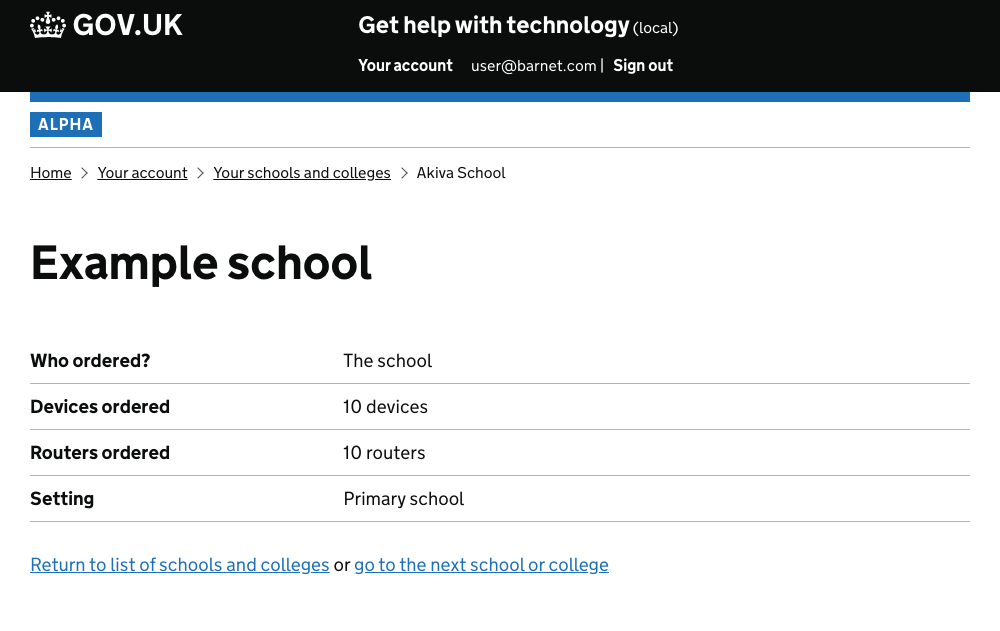 GOV.UK Get help with technology (local)
Your account user@barnet.com | Sign out
ALPHA
Home > Your account > Your schools and colleges > Akiva School
Example school
Who ordered? The school
Devices ordered 10 devices
Routers ordered 10 routers
Setting Primary school
Return to list of schools and colleges or go to the next school or college